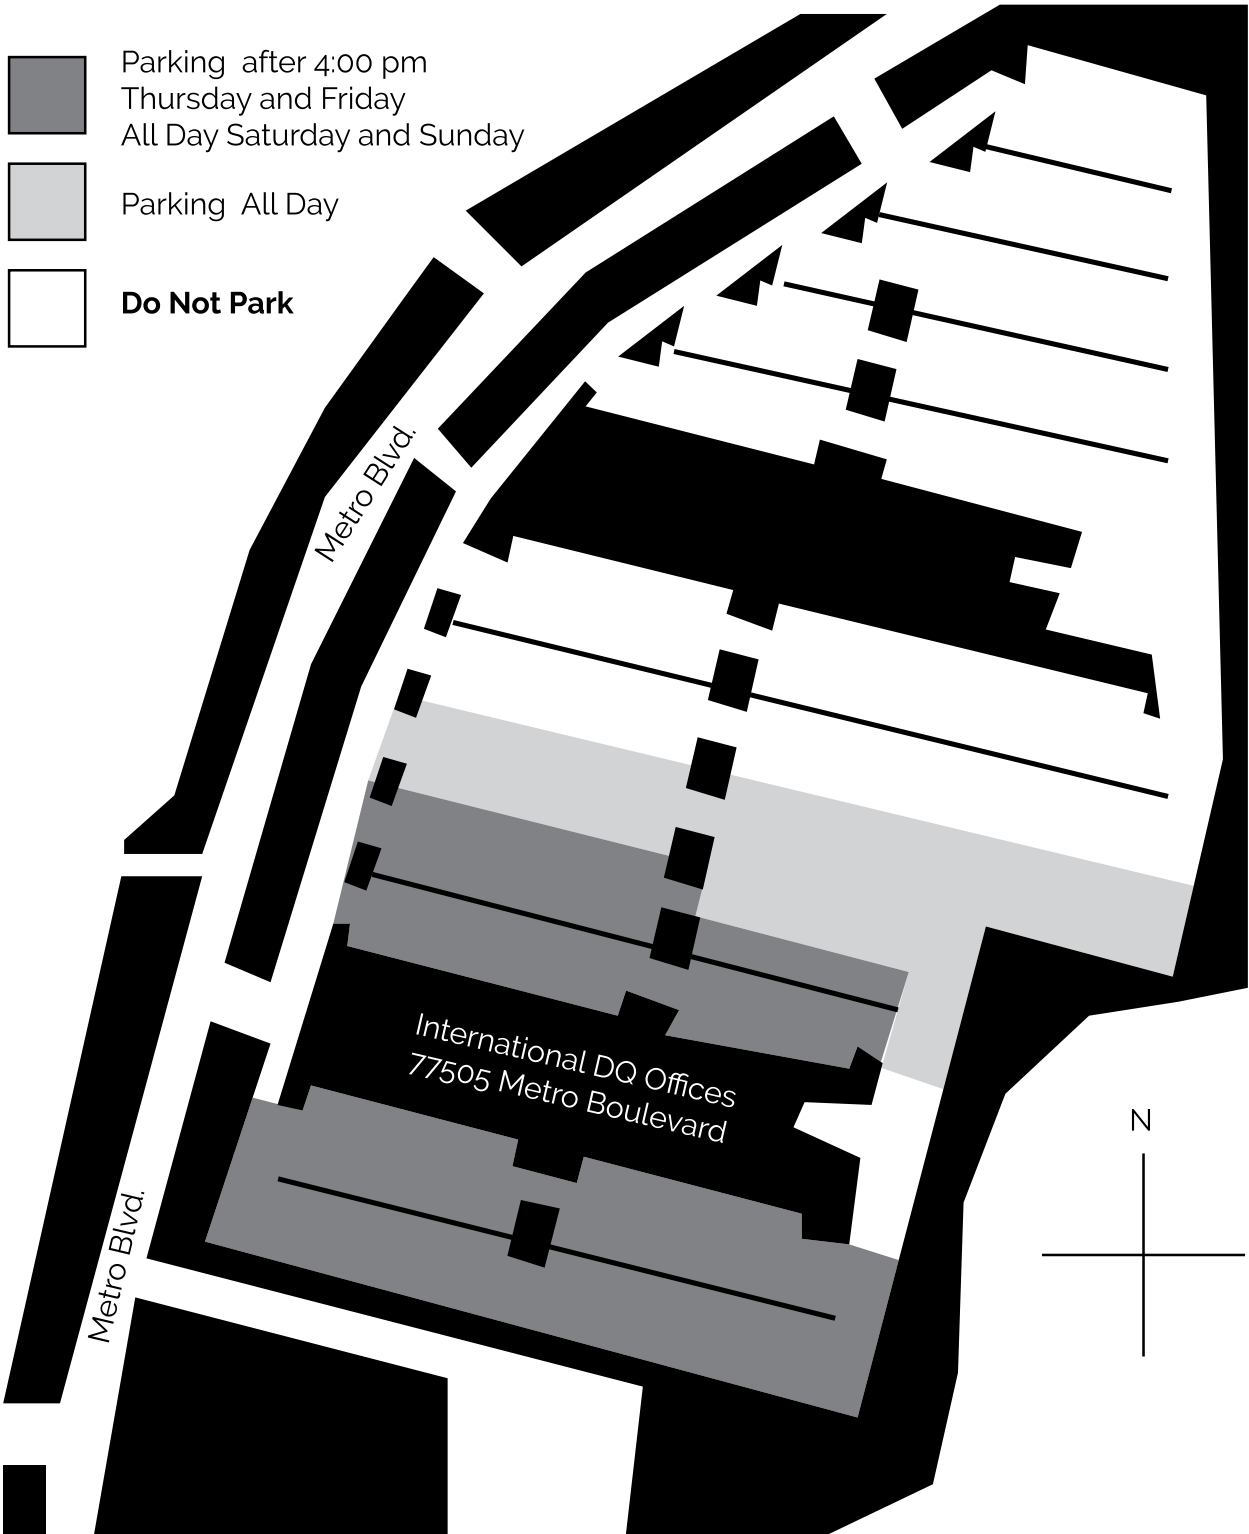 Parking  after 4:00 pm
Thursday and Friday
All Day Saturday and Sunday
Parking  All Day
Do Not Park
Metro Blvd.
International DQ Offices
77505 Metro Boulevard
N
Metro Blvd.